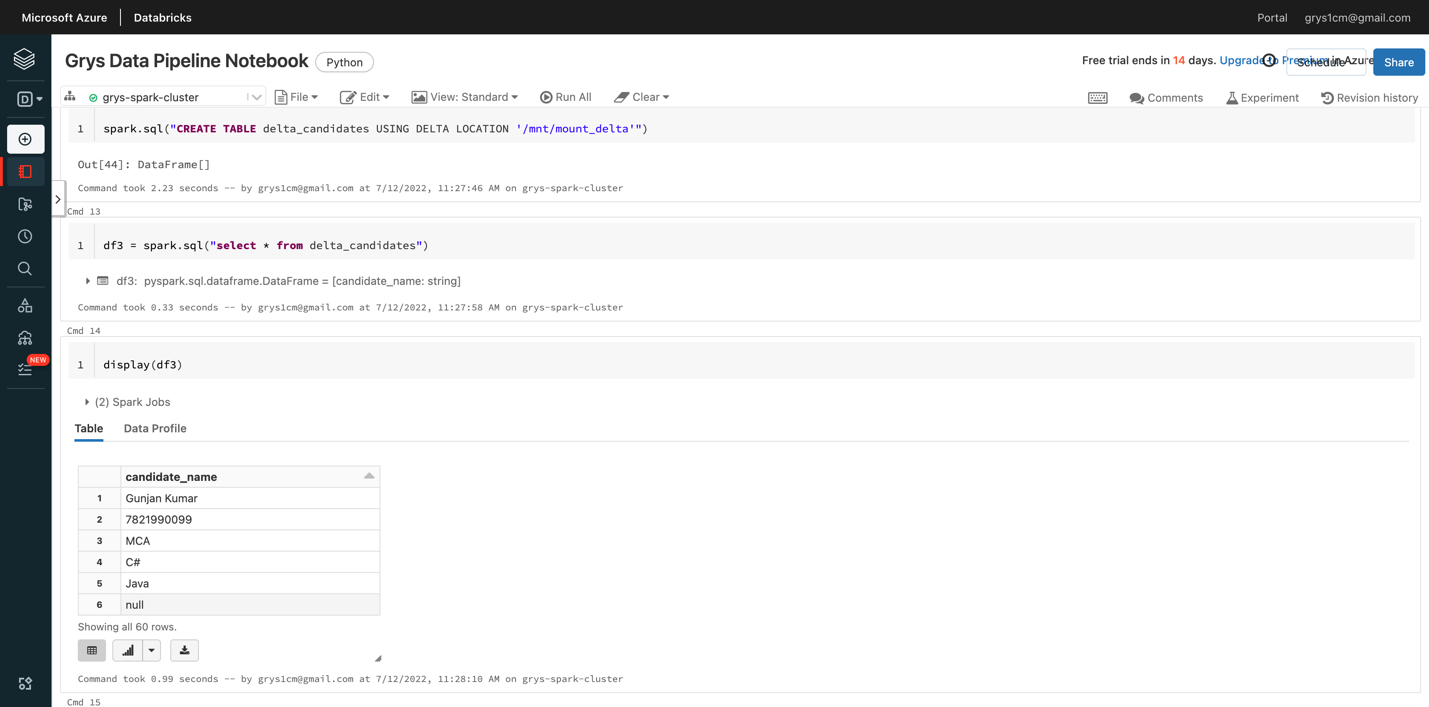 Microsoft Azure | Databricks Portal grys1cm@gmail.com
Grys Data Pipeline Notebook Python Free trial ends in 14 days. Upgrade to Premium in Azure Schedule Share
D grys-spark-cluster File Edit View: Standard Run All Clear Comments Experiment Revision history
1 spark.sql("CREATE TABLE delta_candidates USING DELTA LOCATION '/mnt/mount_delta'")
Out[44]: DataFrame[]
Command took 2.23 seconds -- by grys1cm@gmail.com at 7/12/2022, 11:27:46 AM on grys-spark-cluster
Cmd 13
1 df3 = spark.sql("select * from delta_candidates")
df3: pyspark.sql.dataframe.DataFrame = [candidate_name: string]
Command took 0.33 seconds -- by grys1cm@gmail.com at 7/12/2022, 11:27:58 AM on grys-spark-cluster
Cmd 14
1 display(df3)
NEW
(2) Spark Jobs
Table Data Profile
candidate_name
1 Gunjan Kumar
2 7821990099
3 MCA
4 C#
5 Java
6 null
Showing all 60 rows.
Command took 0.99 seconds -- by grys1cm@gmail.com at 7/12/2022, 11:28:10 AM on grys-spark-cluster
Cmd 15